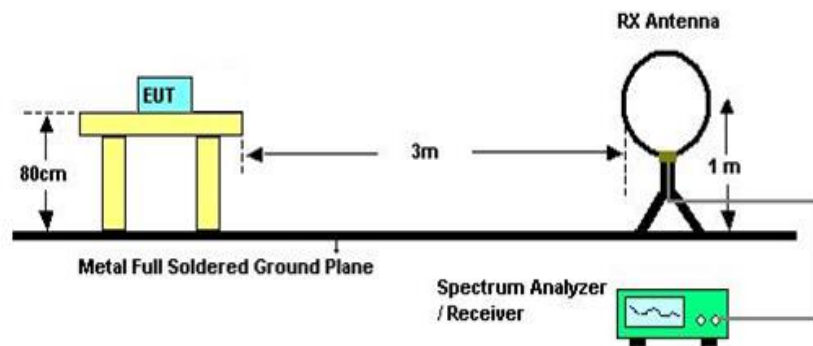 RX Antenna
EUT
80cm
3m
1 m
Metal Full Soldered Ground Plane
Spectrum Analyzer
/ Receiver